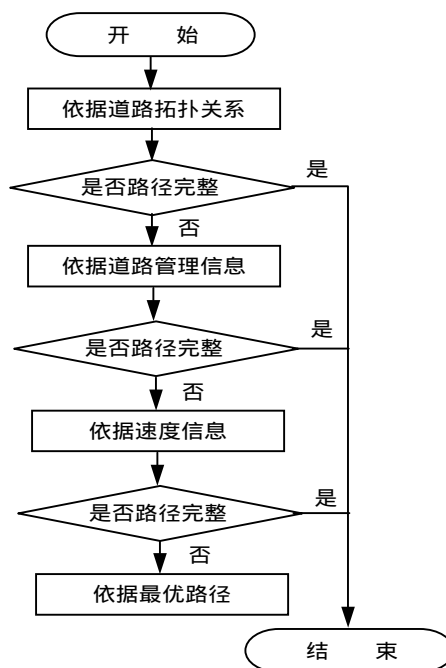 开 始
依据道路拓扑关系
是否路径完整
是
否
依据道路管理信息
是否路径完整
是
否
依据速度信息
是否路径完整
是
否
依据最优路径
结 束